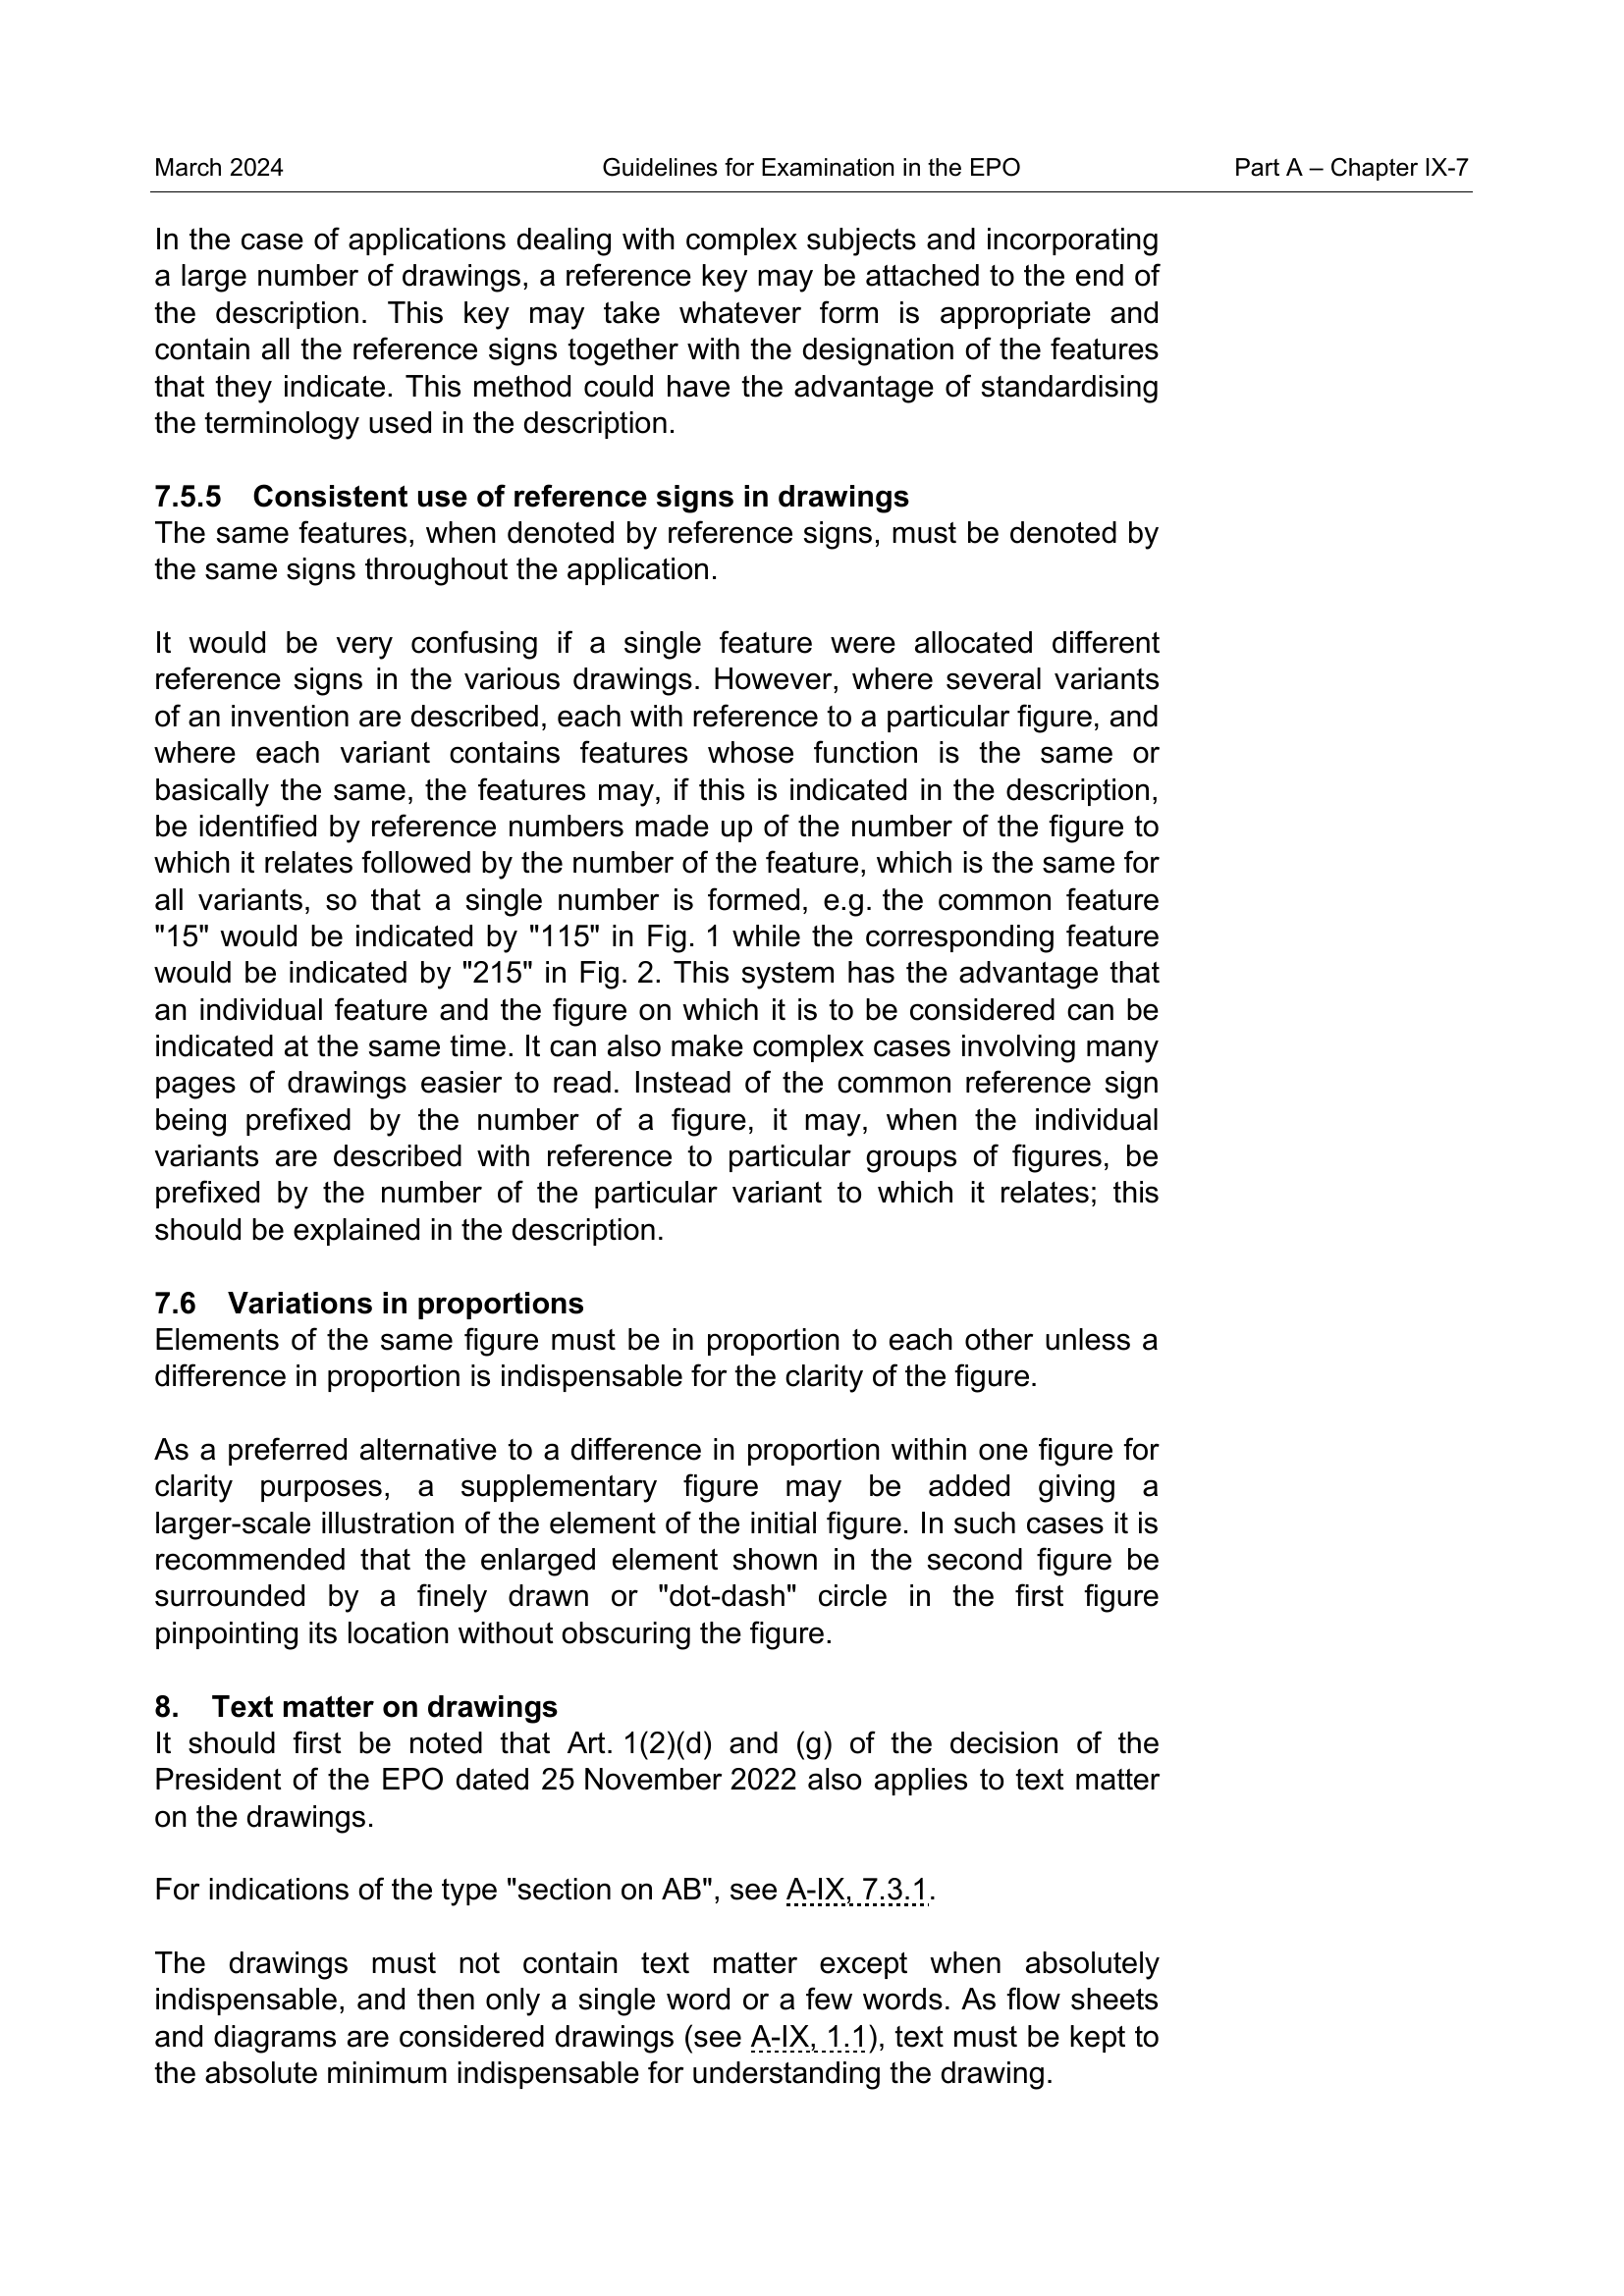 March 2024 Guidelines for Examination in the EPO Part A – Chapter IX-7
In the case of applications dealing with complex subjects and incorporating
a large number of drawings, a reference key may be attached to the end of
the description. This key may take whatever form is appropriate and
contain all the reference signs together with the designation of the features
that they indicate. This method could have the advantage of standardising
the terminology used in the description.
7.5.5 Consistent use of reference signs in drawings
The same features, when denoted by reference signs, must be denoted by
the same signs throughout the application.
It would be very confusing if a single feature were allocated different
reference signs in the various drawings. However, where several variants
of an invention are described, each with reference to a particular figure, and
where each variant contains features whose function is the same or
basically the same, the features may, if this is indicated in the description,
be identified by reference numbers made up of the number of the figure to
which it relates followed by the number of the feature, which is the same for
all variants, so that a single number is formed, e.g. the common feature
"15" would be indicated by "115" in Fig. 1 while the corresponding feature
would be indicated by "215" in Fig. 2. This system has the advantage that
an individual feature and the figure on which it is to be considered can be
indicated at the same time. It can also make complex cases involving many
pages of drawings easier to read. Instead of the common reference sign
being prefixed by the number of a figure, it may, when the individual
variants are described with reference to particular groups of figures, be
prefixed by the number of the particular variant to which it relates; this
should be explained in the description.
7.6 Variations in proportions
Elements of the same figure must be in proportion to each other unless a
difference in proportion is indispensable for the clarity of the figure.
As a preferred alternative to a difference in proportion within one figure for
clarity purposes, a supplementary figure may be added giving a
larger-scale illustration of the element of the initial figure. In such cases it is
recommended that the enlarged element shown in the second figure be
surrounded by a finely drawn or "dot-dash" circle in the first figure
pinpointing its location without obscuring the figure.
8. Text matter on drawings
It should first be noted that Art. 1(2)(d) and (g) of the decision of the
President of the EPO dated 25 November 2022 also applies to text matter
on the drawings.
For indications of the type "section on AB", see A-IX, 7.3.1.
The drawings must not contain text matter except when absolutely
indispensable, and then only a single word or a few words. As flow sheets
and diagrams are considered drawings (see A-IX, 1.1), text must be kept to
the absolute minimum indispensable for understanding the drawing.